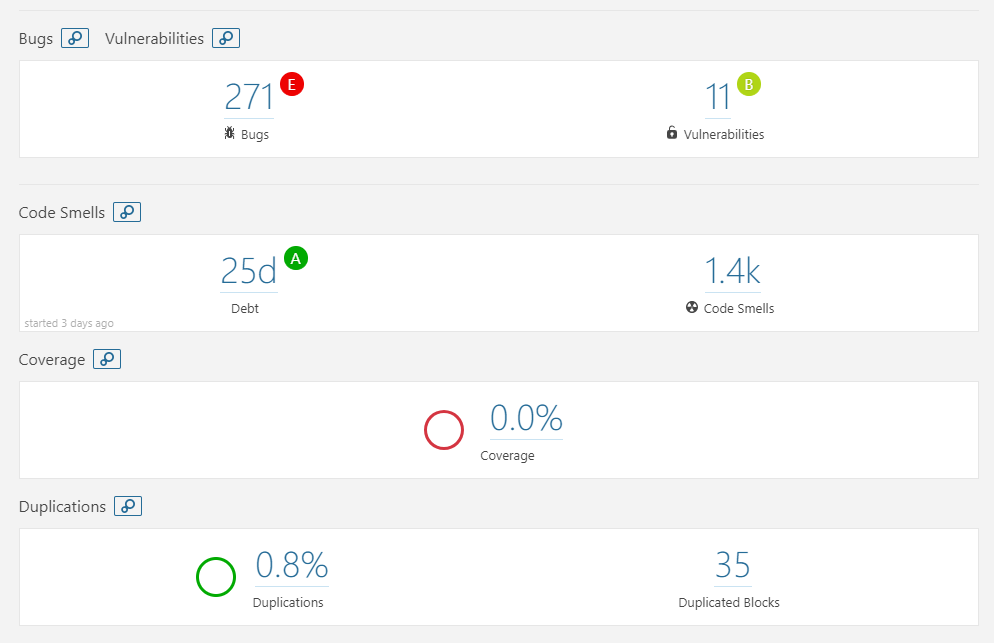 Bugs Vulnerabilities
271 E 11 B
Bugs Vulnerabilities
Code Smells
25d A 1.4k
Debt Code Smells
started 3 days ago
Coverage
0.0%
Coverage
Duplications
0.8% 35
Duplications Duplicated Blocks